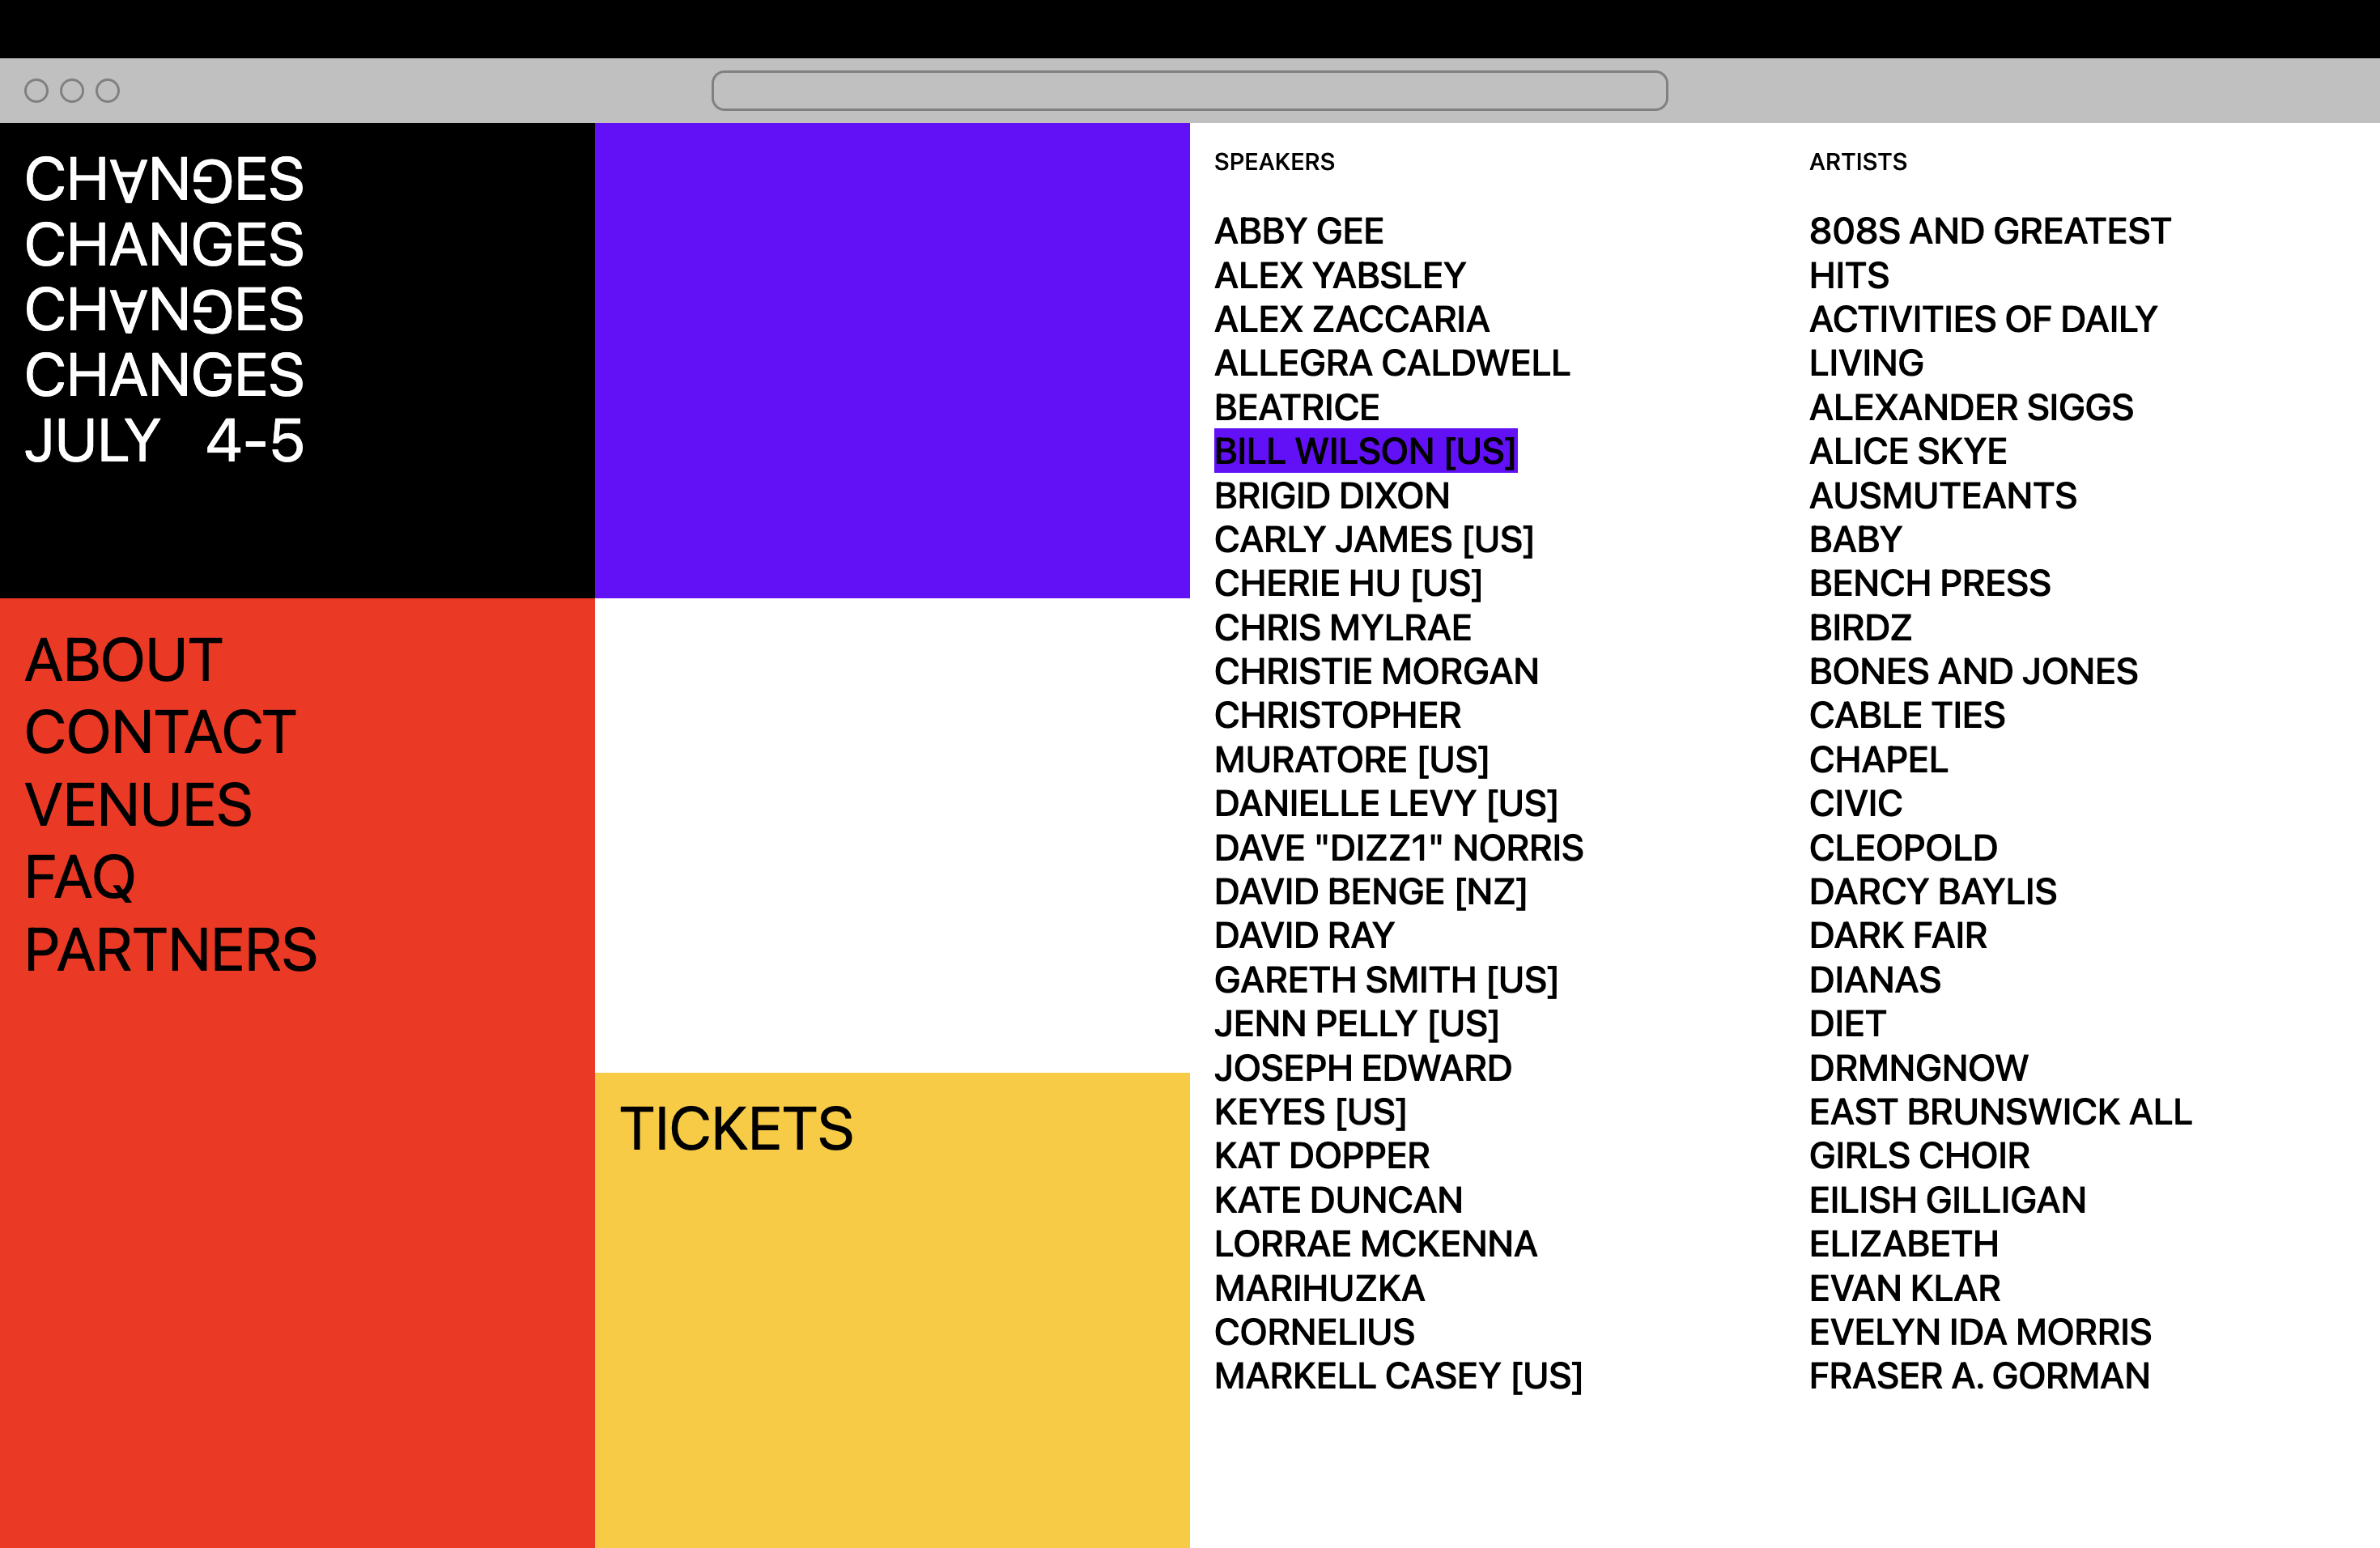 CH∀NꓨES
CHANGES
CH∀NꓨES
CHANGES
JULY 4-5
ABOUT
CONTACT
VENUES
FAQ
PARTNERS
TICKETS
SPEAKERS
ABBY GEE
ALEX YABSLEY
ALEX ZACCARIA
ALLEGRA CALDWELL
BEATRICE
BILL WILSON [US]
BRIGID DIXON
CARLY JAMES [US]
CHERIE HU [US]
CHRIS MYLRAE
CHRISTIE MORGAN
CHRISTOPHER
MURATORE [US]
DANIELLE LEVY [US]
DAVE "DIZZ1" NORRIS
DAVID BENGE [NZ]
DAVID RAY
GARETH SMITH [US]
JENN PELLY [US]
JOSEPH EDWARD
KEYES [US]
KAT DOPPER
KATE DUNCAN
LORRAE MCKENNA
MARIHUZKA
CORNELIUS
MARKELL CASEY [US]
ARTISTS
808S AND GREATEST
HITS
ACTIVITIES OF DAILY
LIVING
ALEXANDER SIGGS
ALICE SKYE
AUSMUTEANTS
BABY
BENCH PRESS
BIRDZ
BONES AND JONES
CABLE TIES
CHAPEL
CIVIC
CLEOPOLD
DARCY BAYLIS
DARK FAIR
DIANAS
DIET
DRMNGNOW
EAST BRUNSWICK ALL
GIRLS CHOIR
EILISH GILLIGAN
ELIZABETH
EVAN KLAR
EVELYN IDA MORRIS
FRASER A. GORMAN